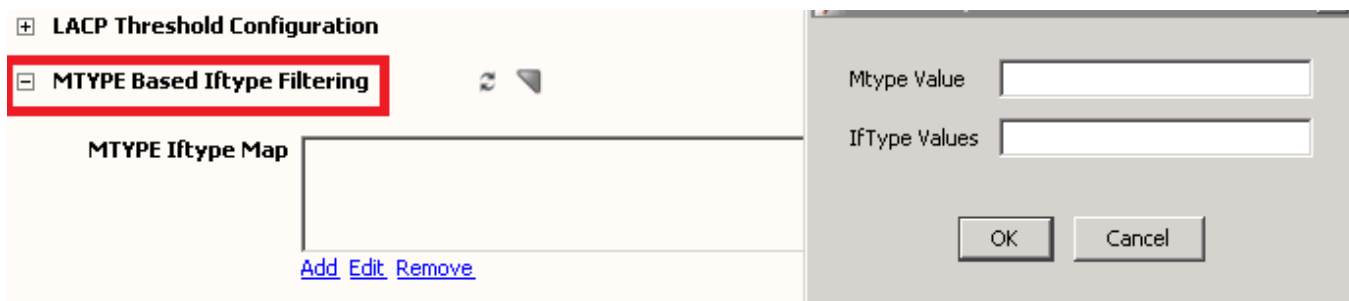 LACP Threshold Configuration
MTYPE Based Iftype Filtering
MTYPE Iftype Map
Add Edit Remove
Mtype Value
IfType Values
OK Cancel